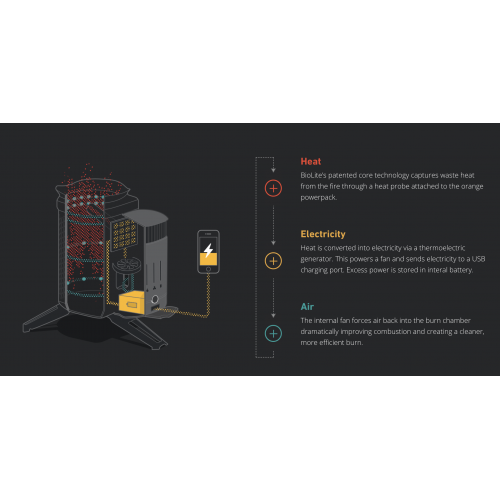 Heat
BioLite's patented core technology captures waste heat
from the fire through a heat probe attached to the orange
powerpack.
Electricity
Heat is converted into electricity via a thermoelectric
generator. This powers a fan and sends electricity to a USB
charging port. Excess power is stored in interal battery.
Air
The internal fan forces air back into the burn chamber
dramatically improving combustion and creating a cleaner,
more efficient burn.